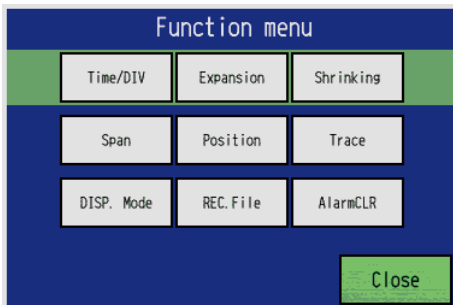 Function menu
Time/DIV Expansion Shrinking
Span Position Trace
DISP. Mode REC.File AlarmCLR
Close